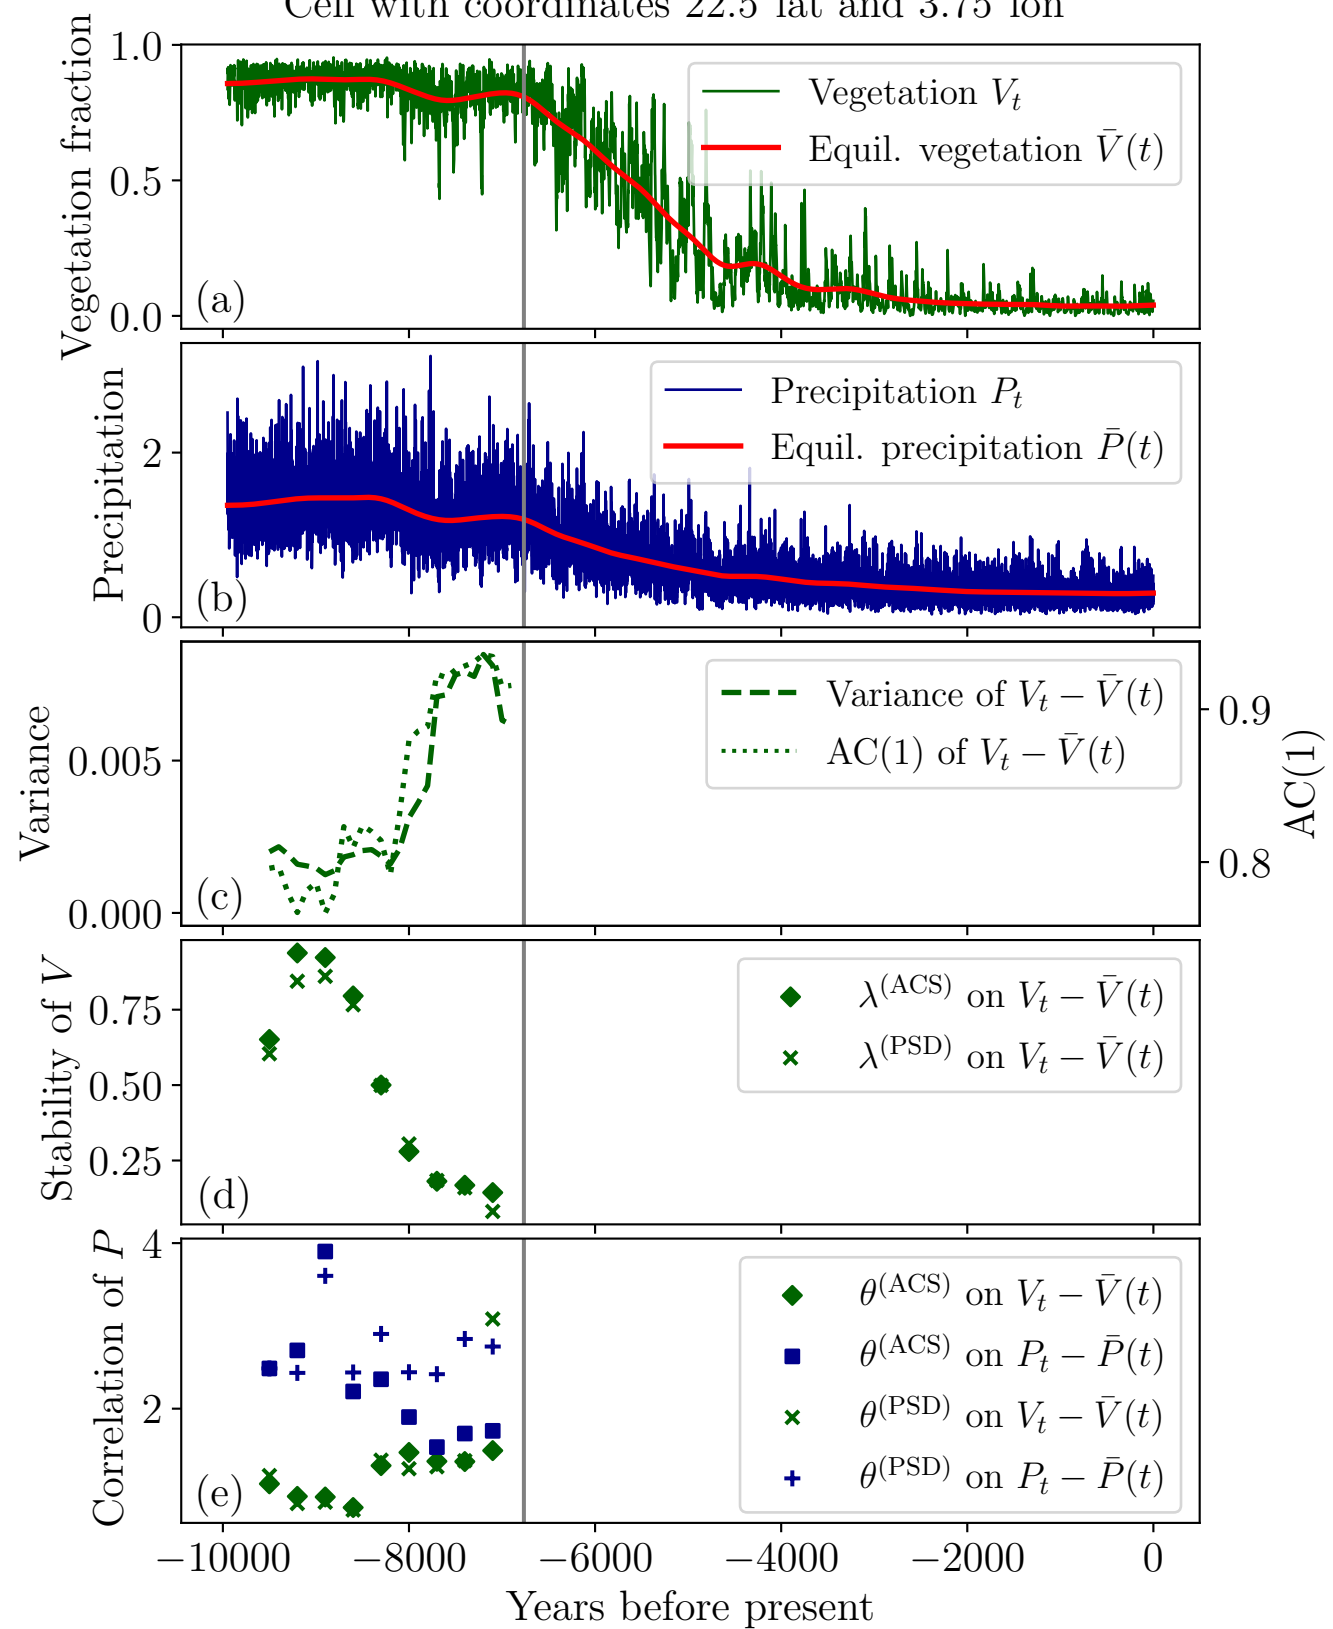 Cell with coordinates 22.5 lat and 3.75 lon
Vegetation fraction
1.0
0.5
0.0
(a)
Vegetation V_t
Equil. vegetation V̄(t)
Precipitation
2
0
(b)
Precipitation P_t
Equil. precipitation P̄(t)
Variance
0.005
0.000
(c)
Variance of V_t − V̄(t)
AC(1) of V_t − V̄(t)
0.9
0.8
AC(1)
Stability of V
0.75
0.50
0.25
(d)
λ^(ACS) on V_t − V̄(t)
λ^(PSD) on V_t − V̄(t)
Correlation of P
4
2
(e)
θ^(ACS) on V_t − V̄(t)
θ^(ACS) on P_t − P̄(t)
θ^(PSD) on V_t − V̄(t)
θ^(PSD) on P_t − P̄(t)
−10000 −8000 −6000 −4000 −2000 0
Years before present